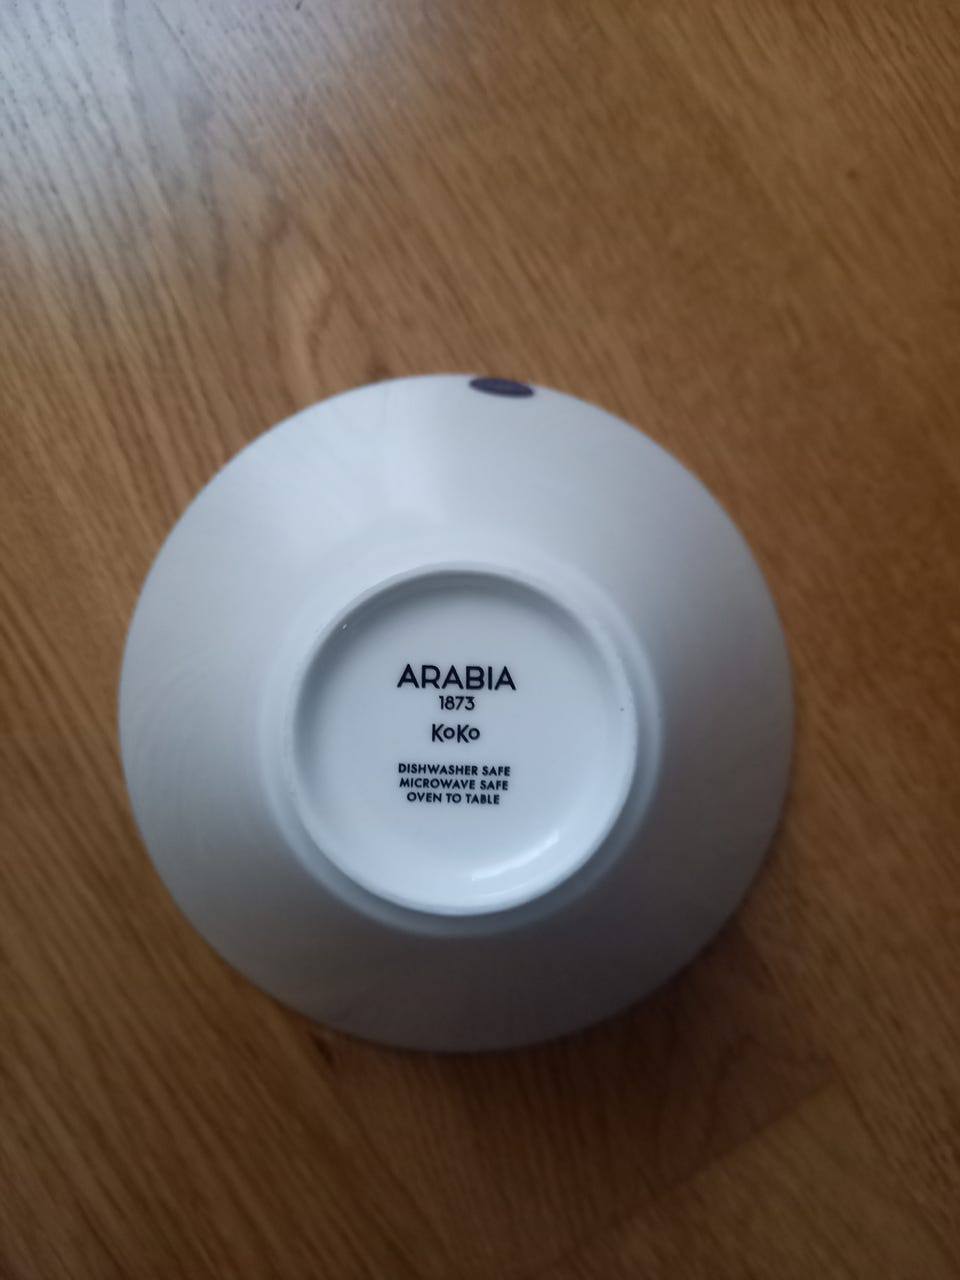 ARABIA
1873
KoKo
DISHWASHER SAFE
MICROWAVE SAFE
OVEN TO TABLE